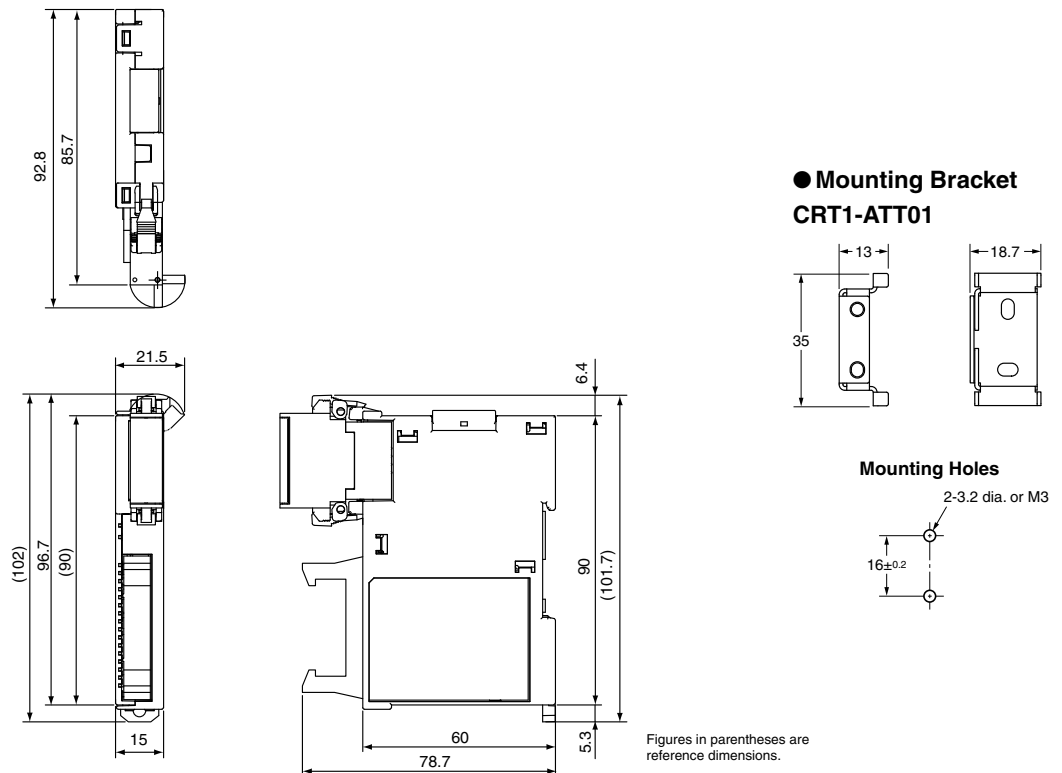 92.8
85.7
● Mounting Bracket
CRT1-ATT01
13
18.7
35
21.5
6.4
(102)
96.7
(90)
90
(101.7)
15
60
78.7
5.3
Mounting Holes
2-3.2 dia. or M3
16±0.2
Figures in parentheses are
reference dimensions.